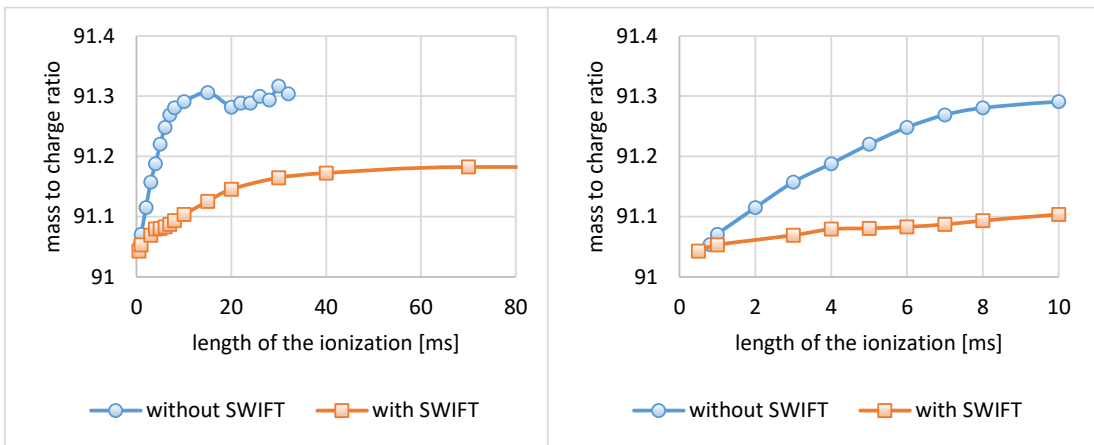 91.4
91.3
91.2
91.1
91
mass to charge ratio
0
20
40
60
80
length of the ionization [ms]
without SWIFT
with SWIFT
91.4
91.3
91.2
91.1
91
mass to charge ratio
0
2
4
6
8
10
length of the ionization [ms]
without SWIFT
with SWIFT